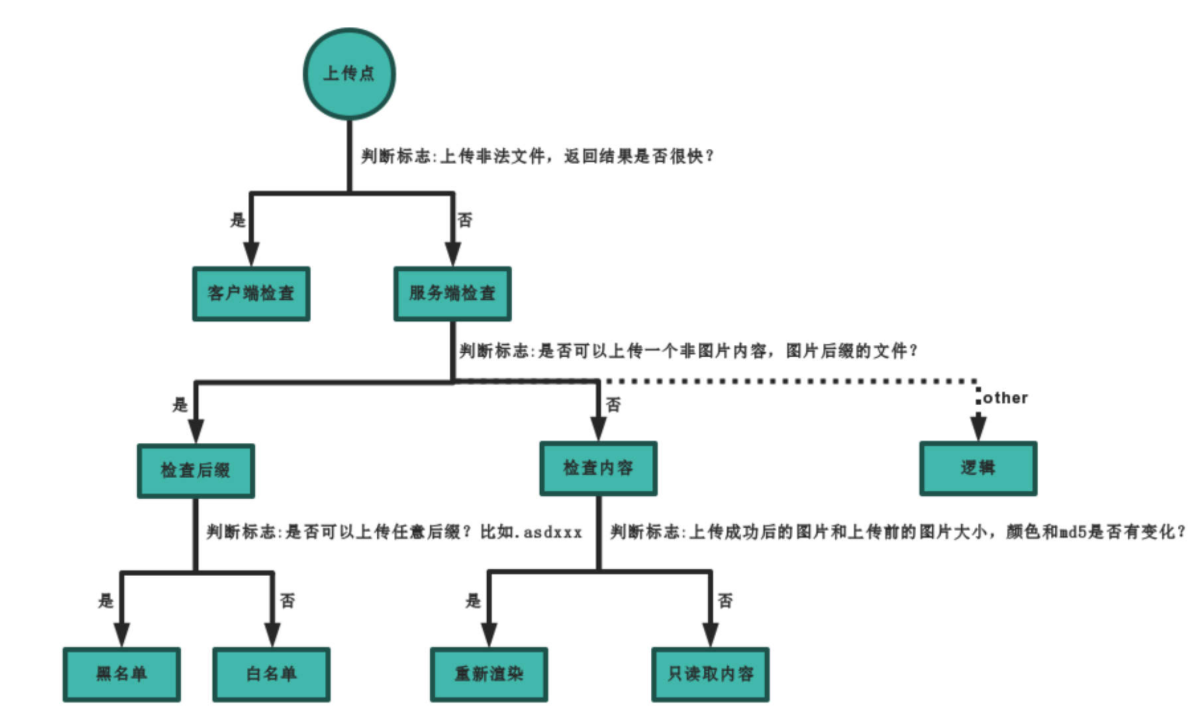 上传点
判断标志:上传非法文件，返回结果是否很快？
是
否
客户端检查
服务端检查
判断标志:是否可以上传一个非图片内容，图片后缀的文件？
是
否
other
检查后缀
检查内容
逻辑
判断标志:是否可以上传任意后缀？比如.asdxxx
判断标志:上传成功后的图片和上传前的图片大小，颜色和md5是否有变化？
是
否
是
否
黑名单
白名单
重新渲染
只读取内容